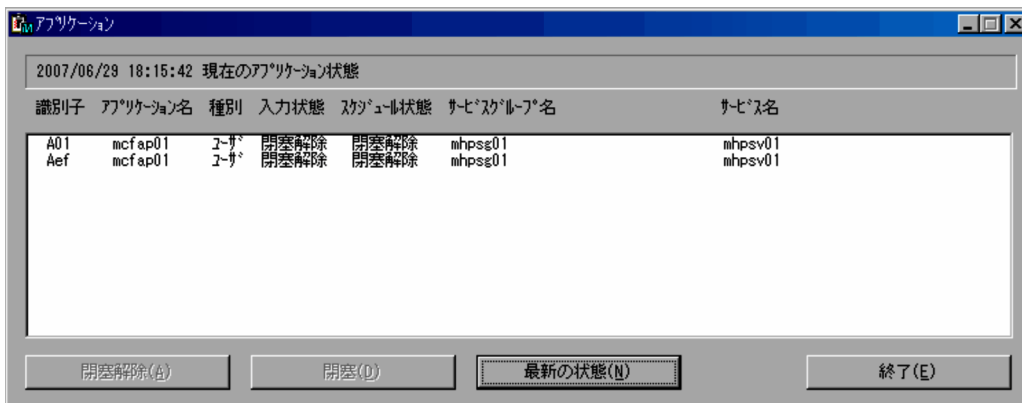 アプリケーション
2007/06/29 18:15:42 現在のアプリケーション状態
識別子 アプリケーション名 種別 入力状態 スケジュール状態 サービスグループ名 サービス名
A01 mcfap01 ユーザ 閉塞解除 閉塞解除 mhpsg01 mhpsv01
Aef mcfap01 ユーザ 閉塞解除 閉塞解除 mhpsg01 mhpsv01
閉塞解除(A) 閉塞(D) 最新の状態(N) 終了(E)